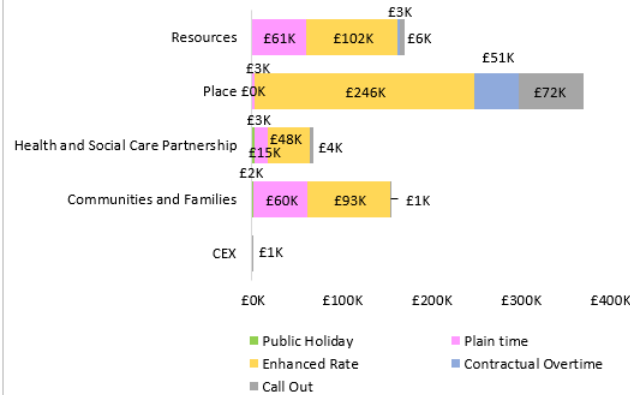 £3K
Resources £61K £102K £6K
£51K
£3K
Place £0K £246K £72K
£3K
Health and Social Care Partnership £15K £48K £4K
£2K
Communities and Families £60K £93K £1K
CEX £1K
£0K £100K £200K £300K £400K
Public Holiday Plain time
Enhanced Rate Contractual Overtime
Call Out